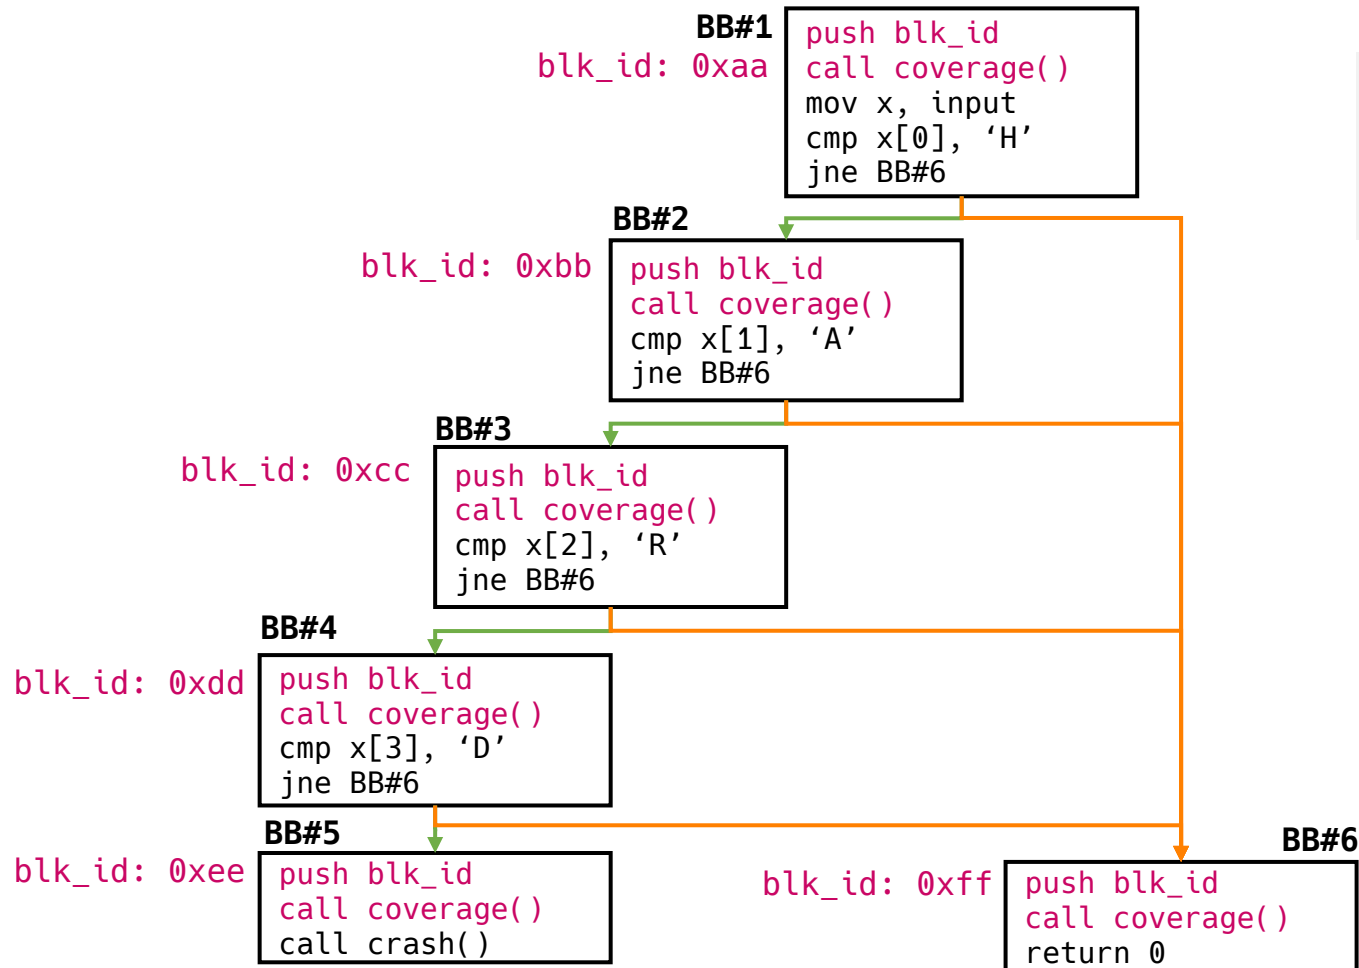 BB#1
blk_id: 0xaa
push blk_id
call coverage()
mov x, input
cmp x[0], ‘H’
jne BB#6
BB#2
blk_id: 0xbb
push blk_id
call coverage()
cmp x[1], ‘A’
jne BB#6
BB#3
blk_id: 0xcc
push blk_id
call coverage()
cmp x[2], ‘R’
jne BB#6
BB#4
blk_id: 0xdd
push blk_id
call coverage()
cmp x[3], ‘D’
jne BB#6
BB#5
blk_id: 0xee
push blk_id
call coverage()
call crash()
BB#6
blk_id: 0xff
push blk_id
call coverage()
return 0